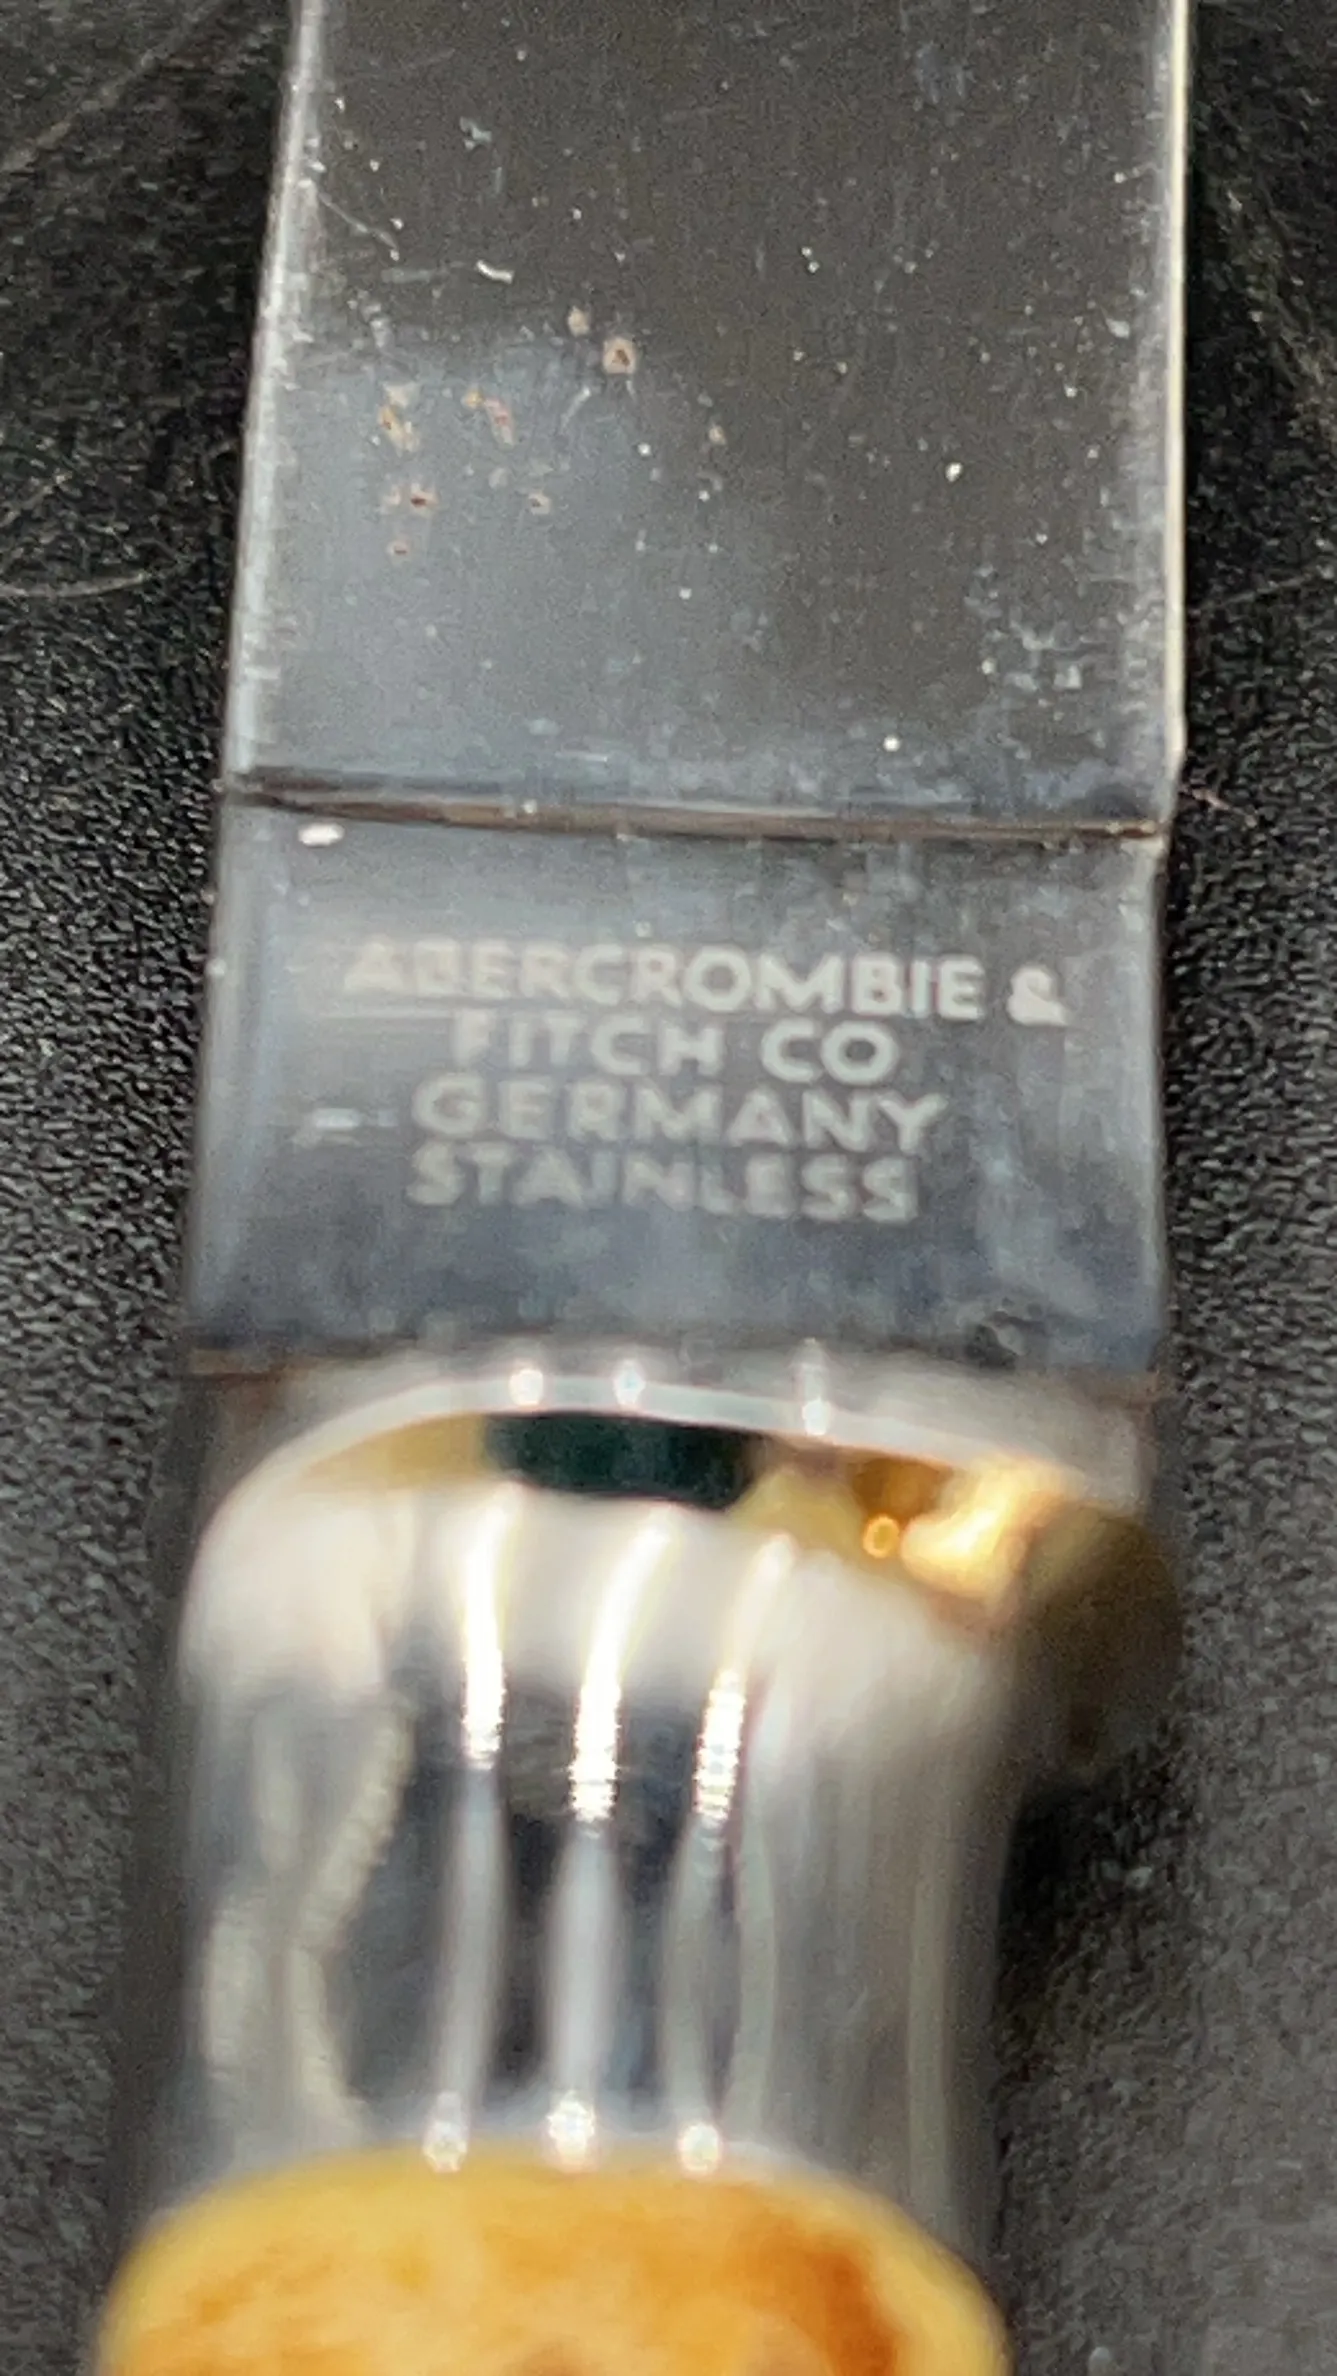 ABERCROMBIE &
FITCH CO
GERMANY
STAINLESS